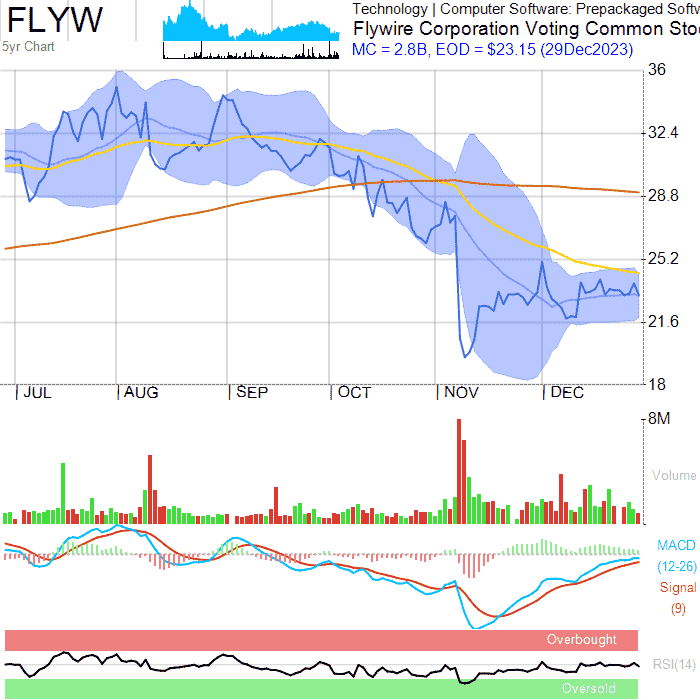 FLYW
5yr Chart
Technology | Computer Software: Prepackaged Softw
Flywire Corporation Voting Common Sto
MC = 2.8B, EOD = $23.15 (29Dec2023)
36
32.4
28.8
25.2
21.6
18
| JUL | AUG | SEP | OCT | NOV | DEC
8M
Volume
MACD
(12-26)
Signal
(9)
Overbought
RSI(14)
Oversold